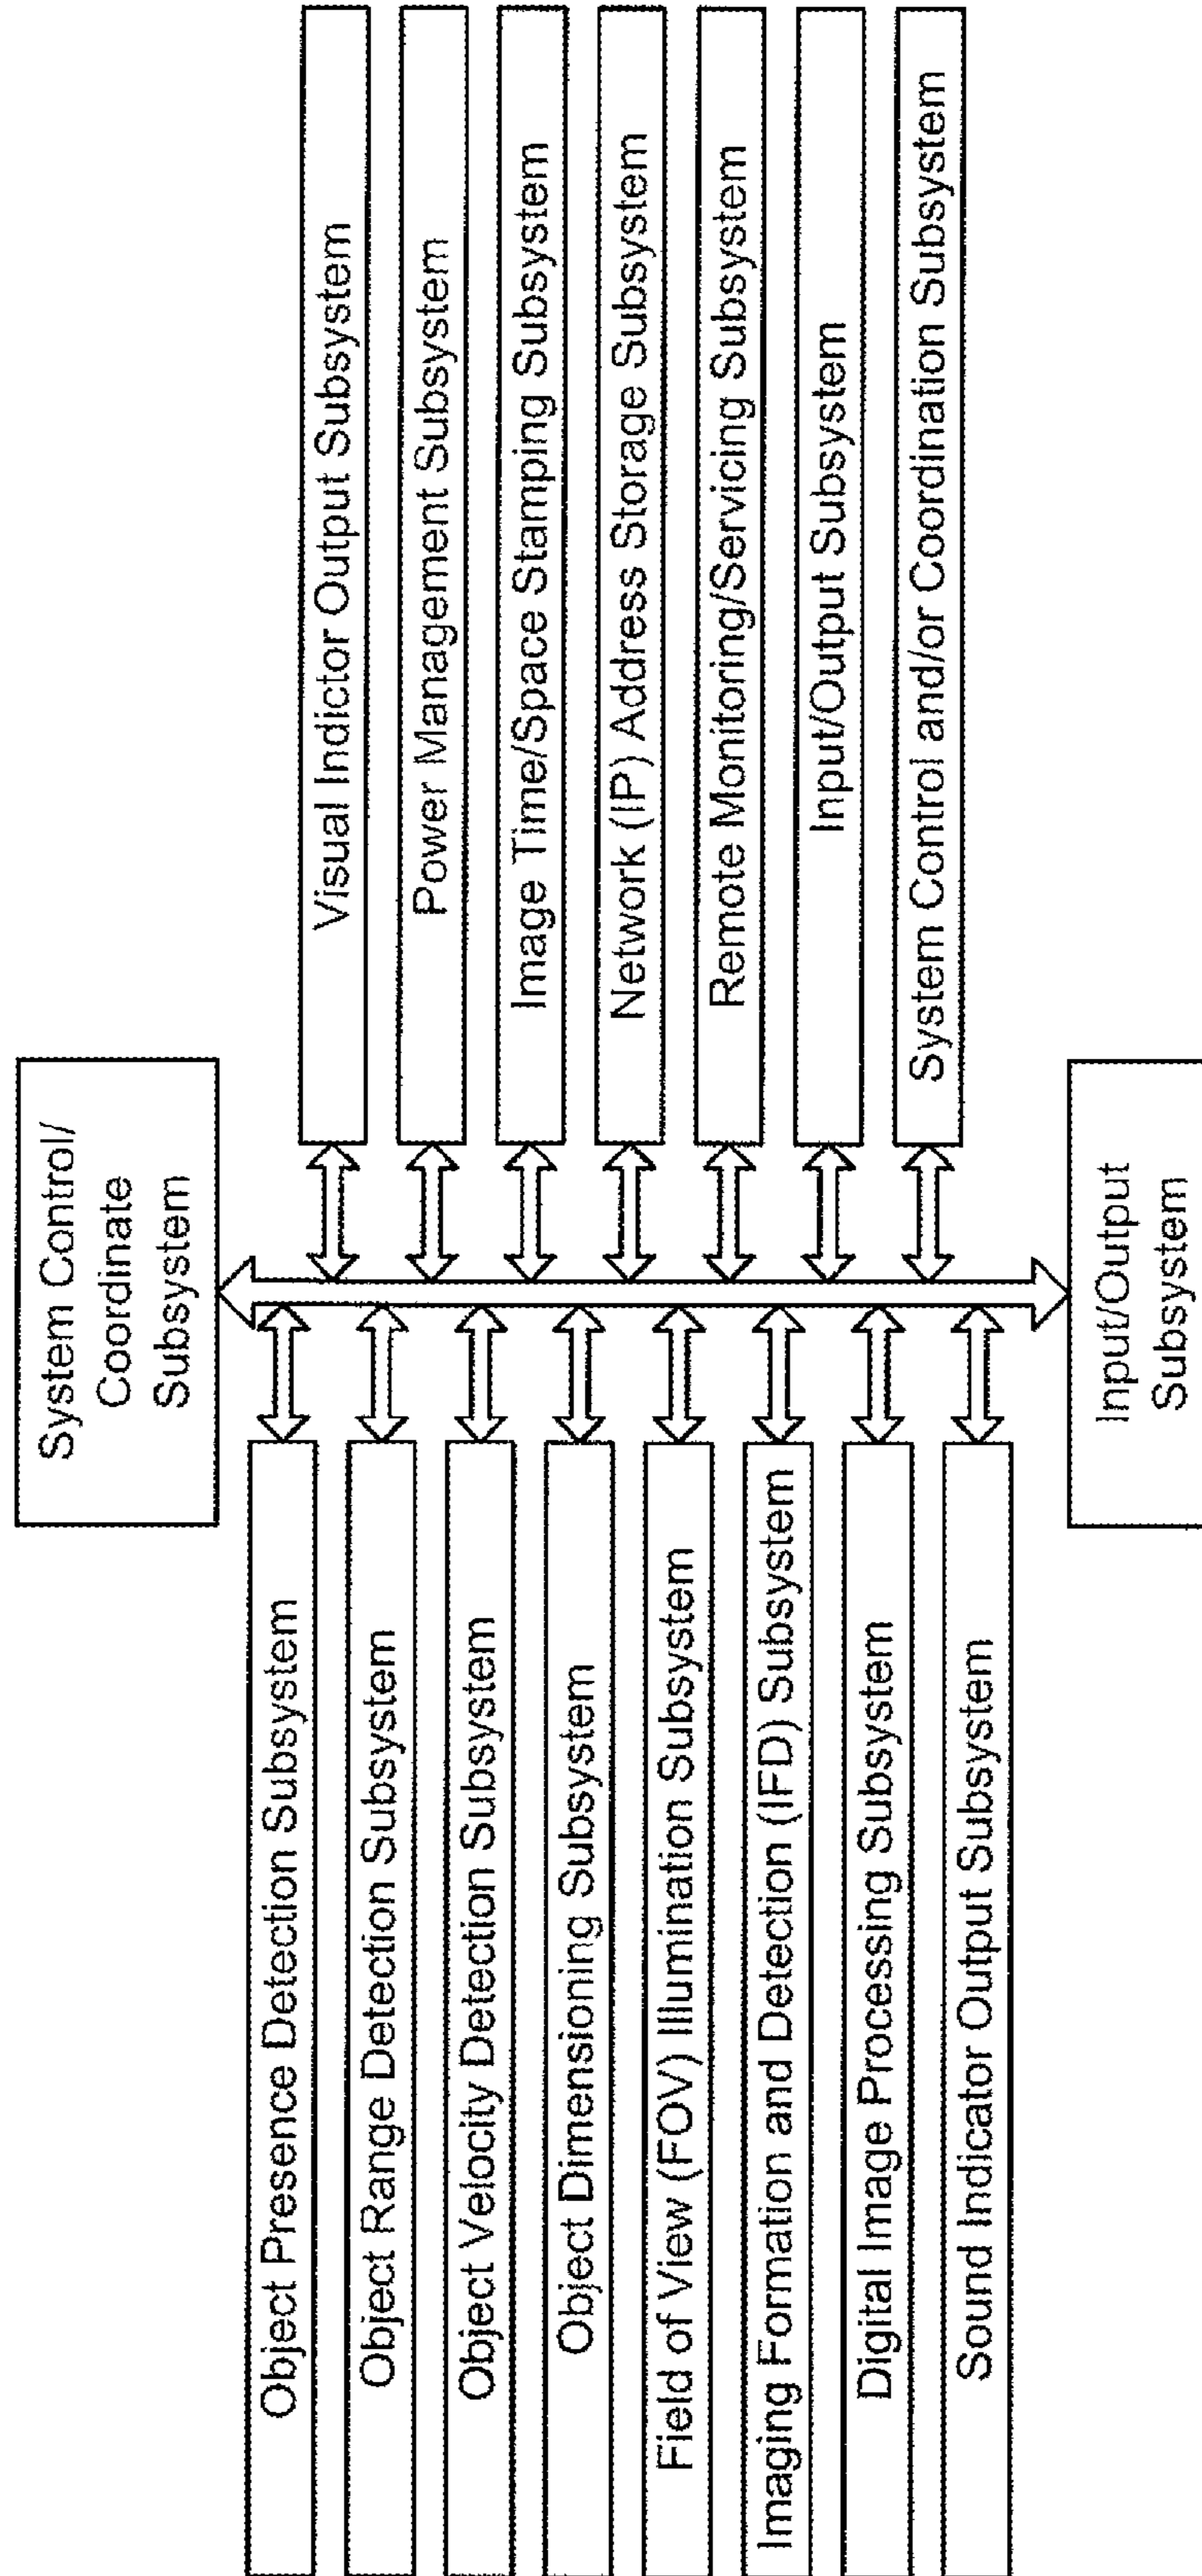 System Control/
Coordinate
Subsystem
Object Presence Detection Subsystem
Object Range Detection Subsystem
Object Velocity Detection Subsystem
Object Dimensioning Subsystem
Field of View (FOV) Illumination Subsystem
Imaging Formation and Detection (IFD) Subsystem
Digital Image Processing Subsystem
Sound Indicator Output Subsystem
Visual Indictor Output Subsystem
Power Management Subsystem
Image Time/Space Stamping Subsystem
Network (IP) Address Storage Subsystem
Remote Monitoring/Servicing Subsystem
Input/Output Subsystem
System Control and/or Coordination Subsystem
Input/Output
Subsystem